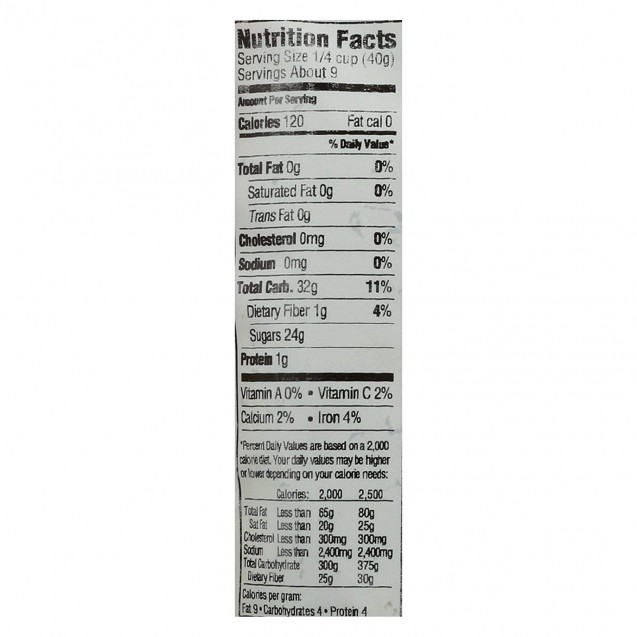 Nutrition Facts
Serving Size 1/4 cup (40g)
Servings About 9
Amount Per Serving
Calories 120 Fat cal 0
% Daily Value*
Total Fat 0g 0%
Saturated Fat 0g 0%
Trans Fat 0g
Cholesterol 0mg 0%
Sodium 0mg 0%
Total Carb. 32g 11%
Dietary Fiber 1g 4%
Sugars 24g
Protein 1g
Vitamin A 0% • Vitamin C 2%
Calcium 2% • Iron 4%
*Percent Daily Values are based on a 2,000
calorie diet. Your daily values may be higher
or lower depending on your calorie needs:
Calories: 2,000 2,500
Total Fat Less than 65g 80g
Sat Fat Less than 20g 25g
Cholesterol Less than 300mg 300mg
Sodium Less than 2,400mg 2,400mg
Total Carbohydrate 300g 375g
Dietary Fiber 25g 30g
Calories per gram:
Fat 9 • Carbohydrates 4 • Protein 4